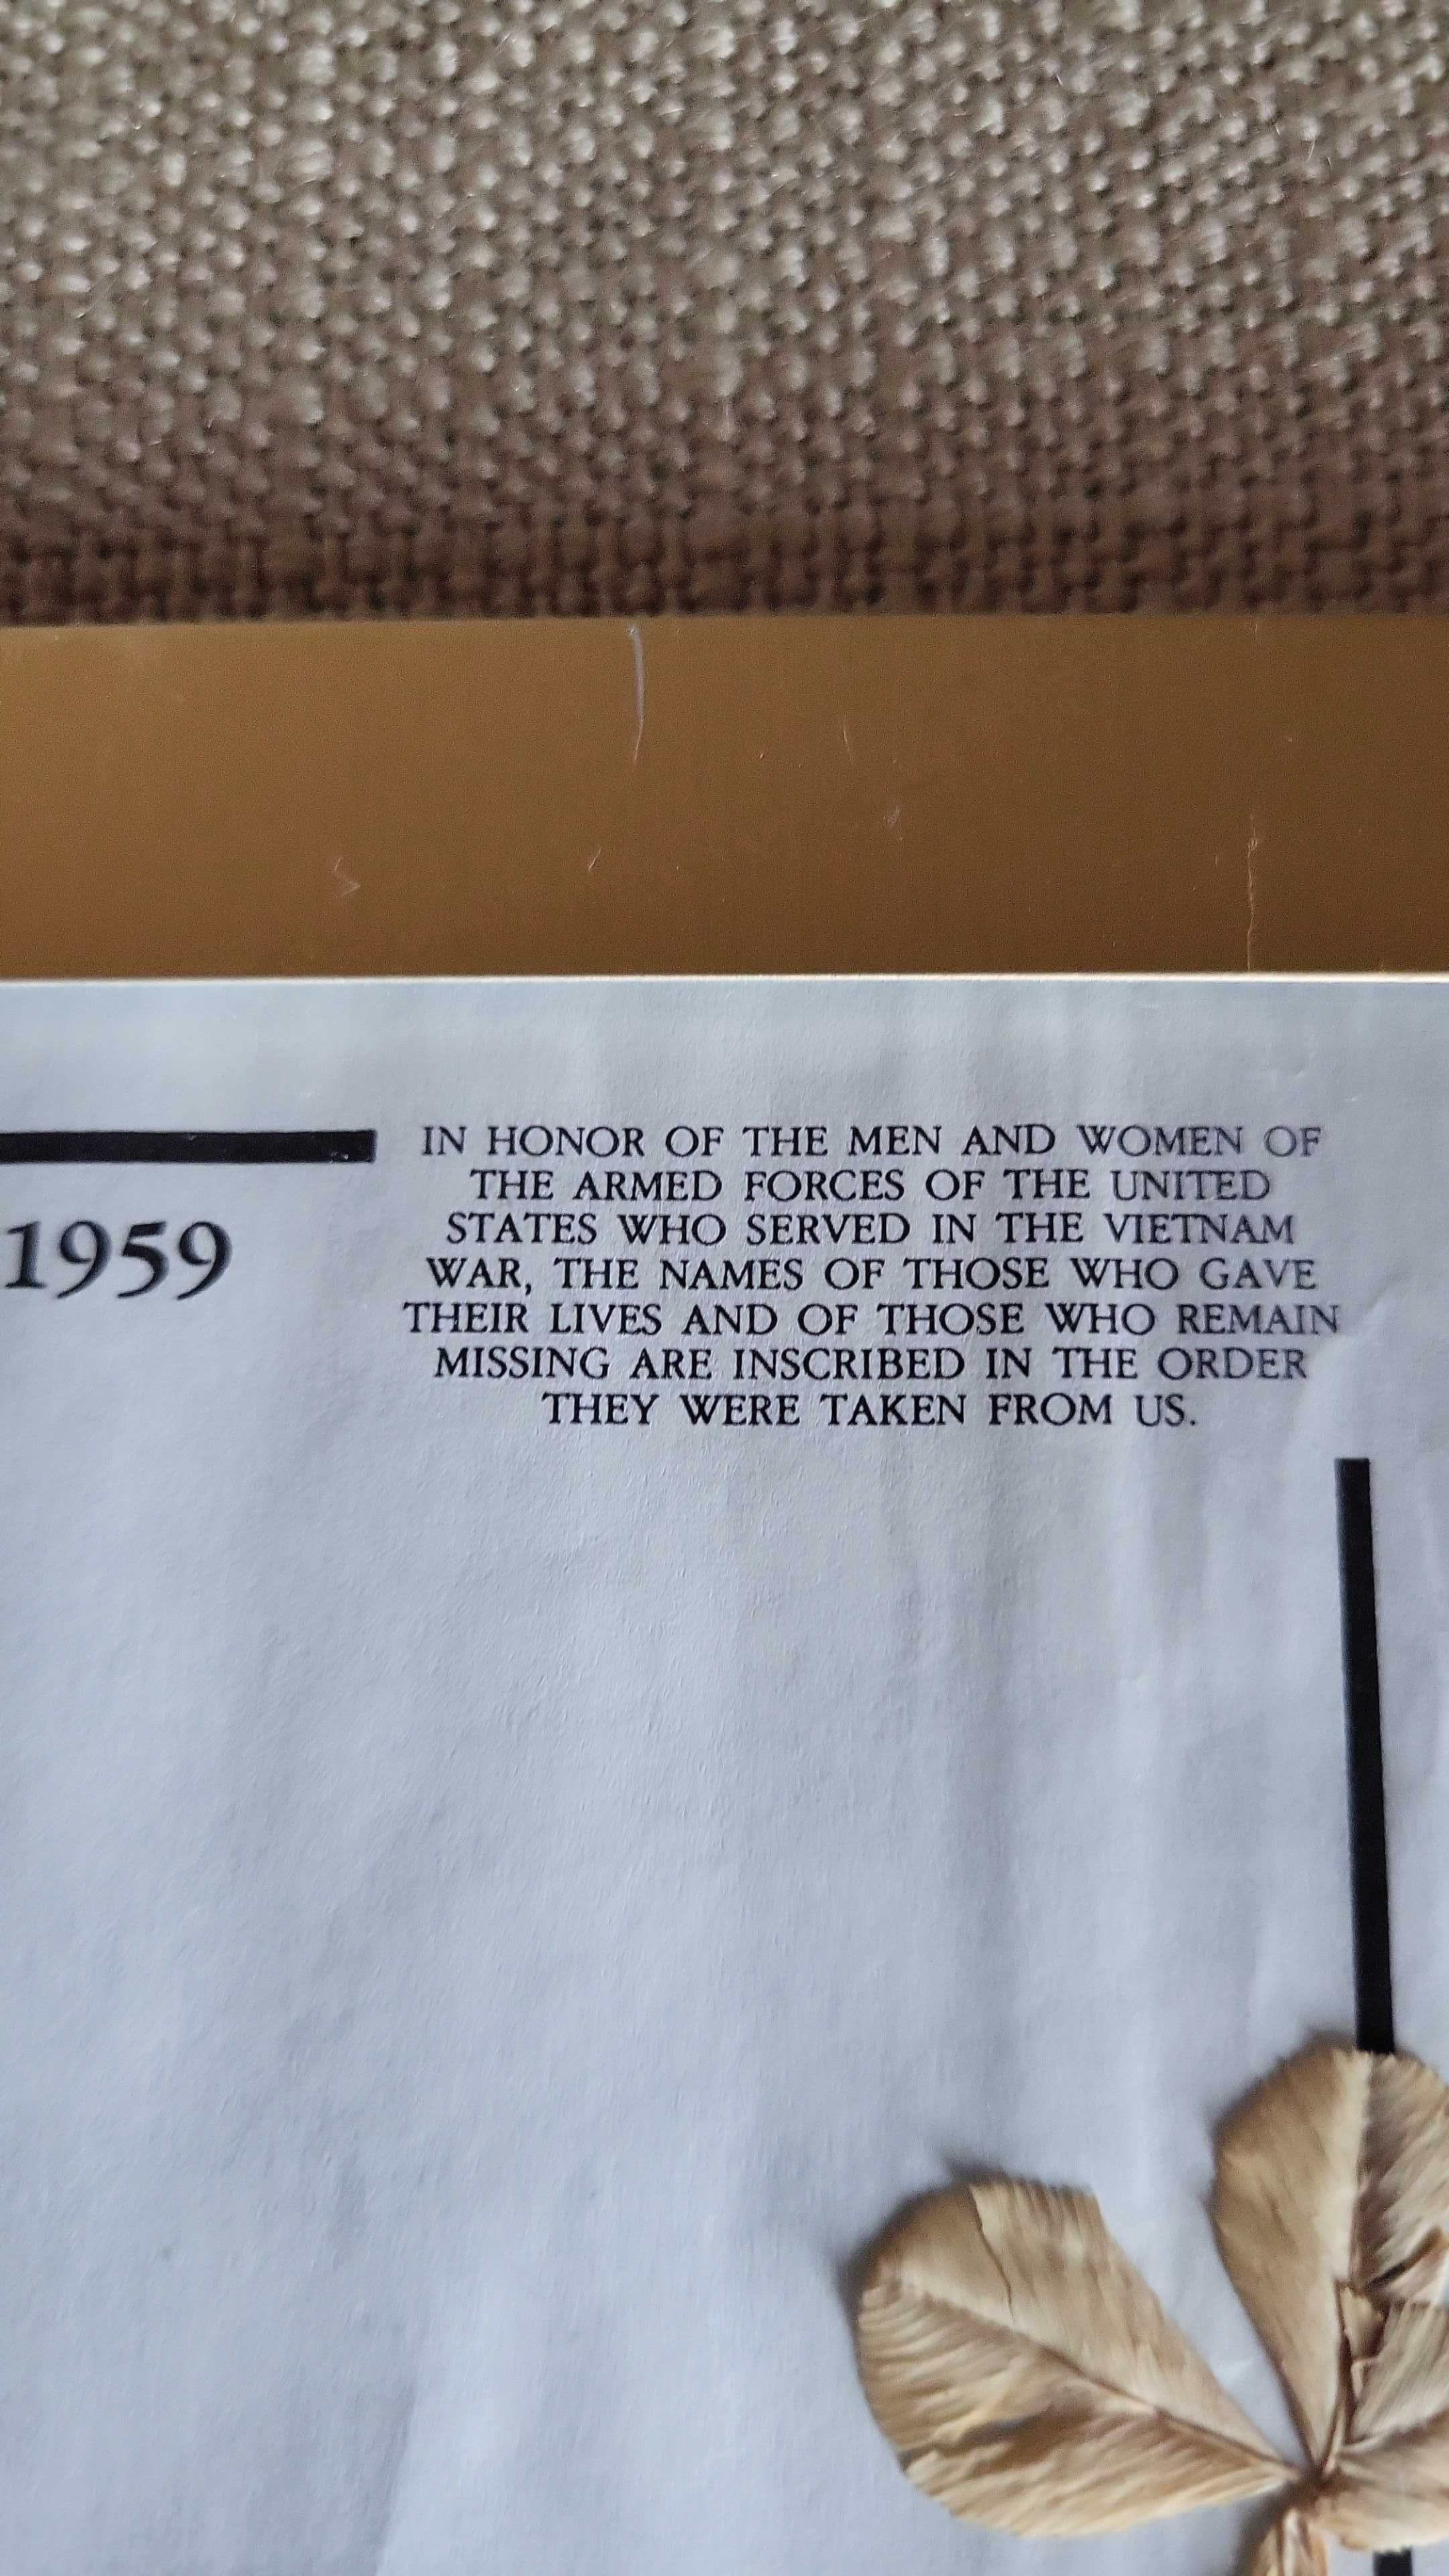 IN HONOR OF THE MEN AND WOMEN OF
THE ARMED FORCES OF THE UNITED
STATES WHO SERVED IN THE VIETNAM
WAR, THE NAMES OF THOSE WHO GAVE
THEIR LIVES AND OF THOSE WHO REMAIN
MISSING ARE INSCRIBED IN THE ORDER
THEY WERE TAKEN FROM US.
1959